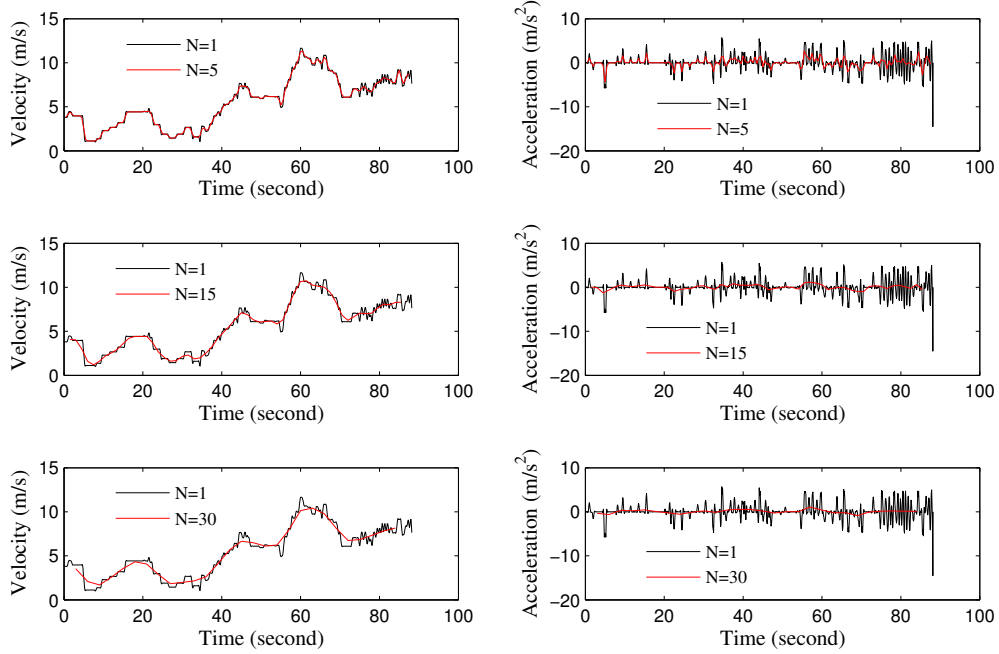 Velocity (m/s)
15
10
5
0
N=1
N=5
0 20 40 60 80 100
Time (second)
Acceleration (m/s²)
10
0
−10
−20
N=1
N=5
0 20 40 60 80 100
Time (second)
Velocity (m/s)
15
10
5
0
N=1
N=15
0 20 40 60 80 100
Time (second)
Acceleration (m/s²)
10
0
−10
−20
N=1
N=15
0 20 40 60 80 100
Time (second)
Velocity (m/s)
15
10
5
0
N=1
N=30
0 20 40 60 80 100
Time (second)
Acceleration (m/s²)
10
0
−10
−20
N=1
N=30
0 20 40 60 80 100
Time (second)